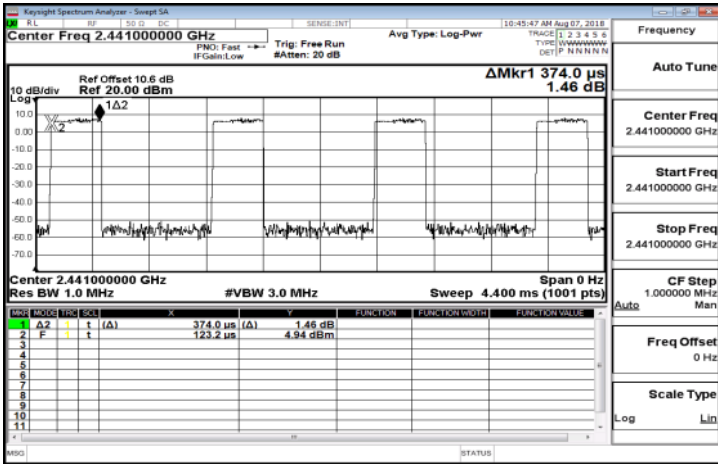 Keysight Spectrum Analyzer - Swept SA
RL RF 50 Ω DC SENSE:INT 10:45:47 AM Aug 07, 2018
Center Freq 2.441000000 GHz
PNO: Fast
IFGain:Low
Trig: Free Run
#Atten: 20 dB
Avg Type: Log-Pwr
TRACE 1 2 3 4 5 6
TYPE WWWWWW
DET P N N N N N
Ref Offset 10.6 dB
Ref 20.00 dBm
10 dB/div
Log
ΔMkr1 374.0 µs
1.46 dB
10.0
0.00
-10.0
-20.0
-30.0
-40.0
-50.0
-60.0
-70.0
1Δ2
2
Center 2.441000000 GHz Span 0 Hz
Res BW 1.0 MHz #VBW 3.0 MHz Sweep 4.400 ms (1001 pts)
MKR MODE TRC SCL X Y FUNCTION FUNCTION WIDTH FUNCTION VALUE
1 Δ2 1 t (Δ) 374.0 µs (Δ) 1.46 dB
2 F 1 t 123.2 µs 4.94 dBm
3
4
5
6
7
8
9
10
11
MSG STATUS
Frequency
Auto Tune
Center Freq
2.441000000 GHz
Start Freq
2.441000000 GHz
Stop Freq
2.441000000 GHz
CF Step
1.000000 MHz
Auto Man
Freq Offset
0 Hz
Scale Type
Log Lin